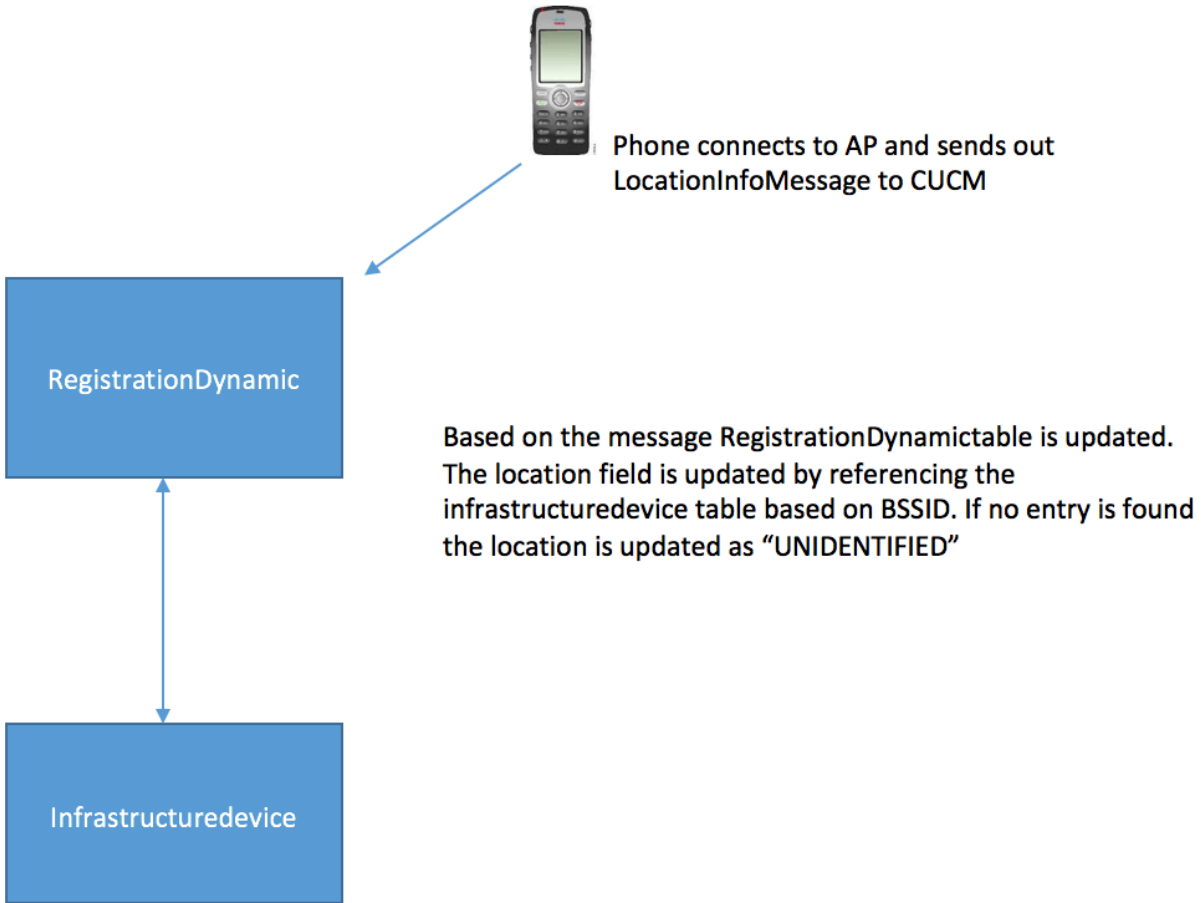 Phone connects to AP and sends out
LocationInfoMessage to CUCM
RegistrationDynamic
Based on the message RegistrationDynamictable is updated.
The location field is updated by referencing the
infrastructuredevice table based on BSSID. If no entry is found
the location is updated as “UNIDENTIFIED”
Infrastructuredevice